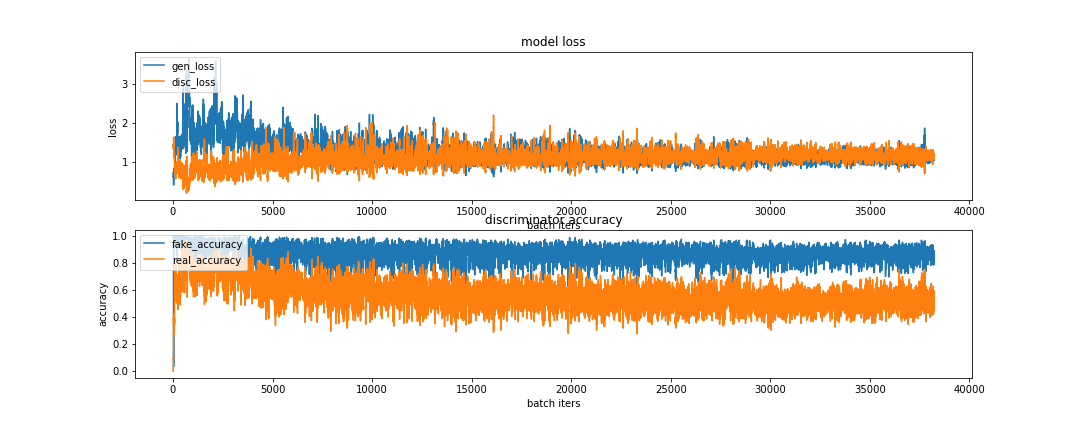 model loss
gen_loss
disc_loss
loss
3
2
1
0 5000 10000 15000 20000 25000 30000 35000 40000
batch iters
discriminator accuracy
fake_accuracy
real_accuracy
accuracy
1.0
0.8
0.6
0.4
0.2
0.0
0 5000 10000 15000 20000 25000 30000 35000 40000
batch iters